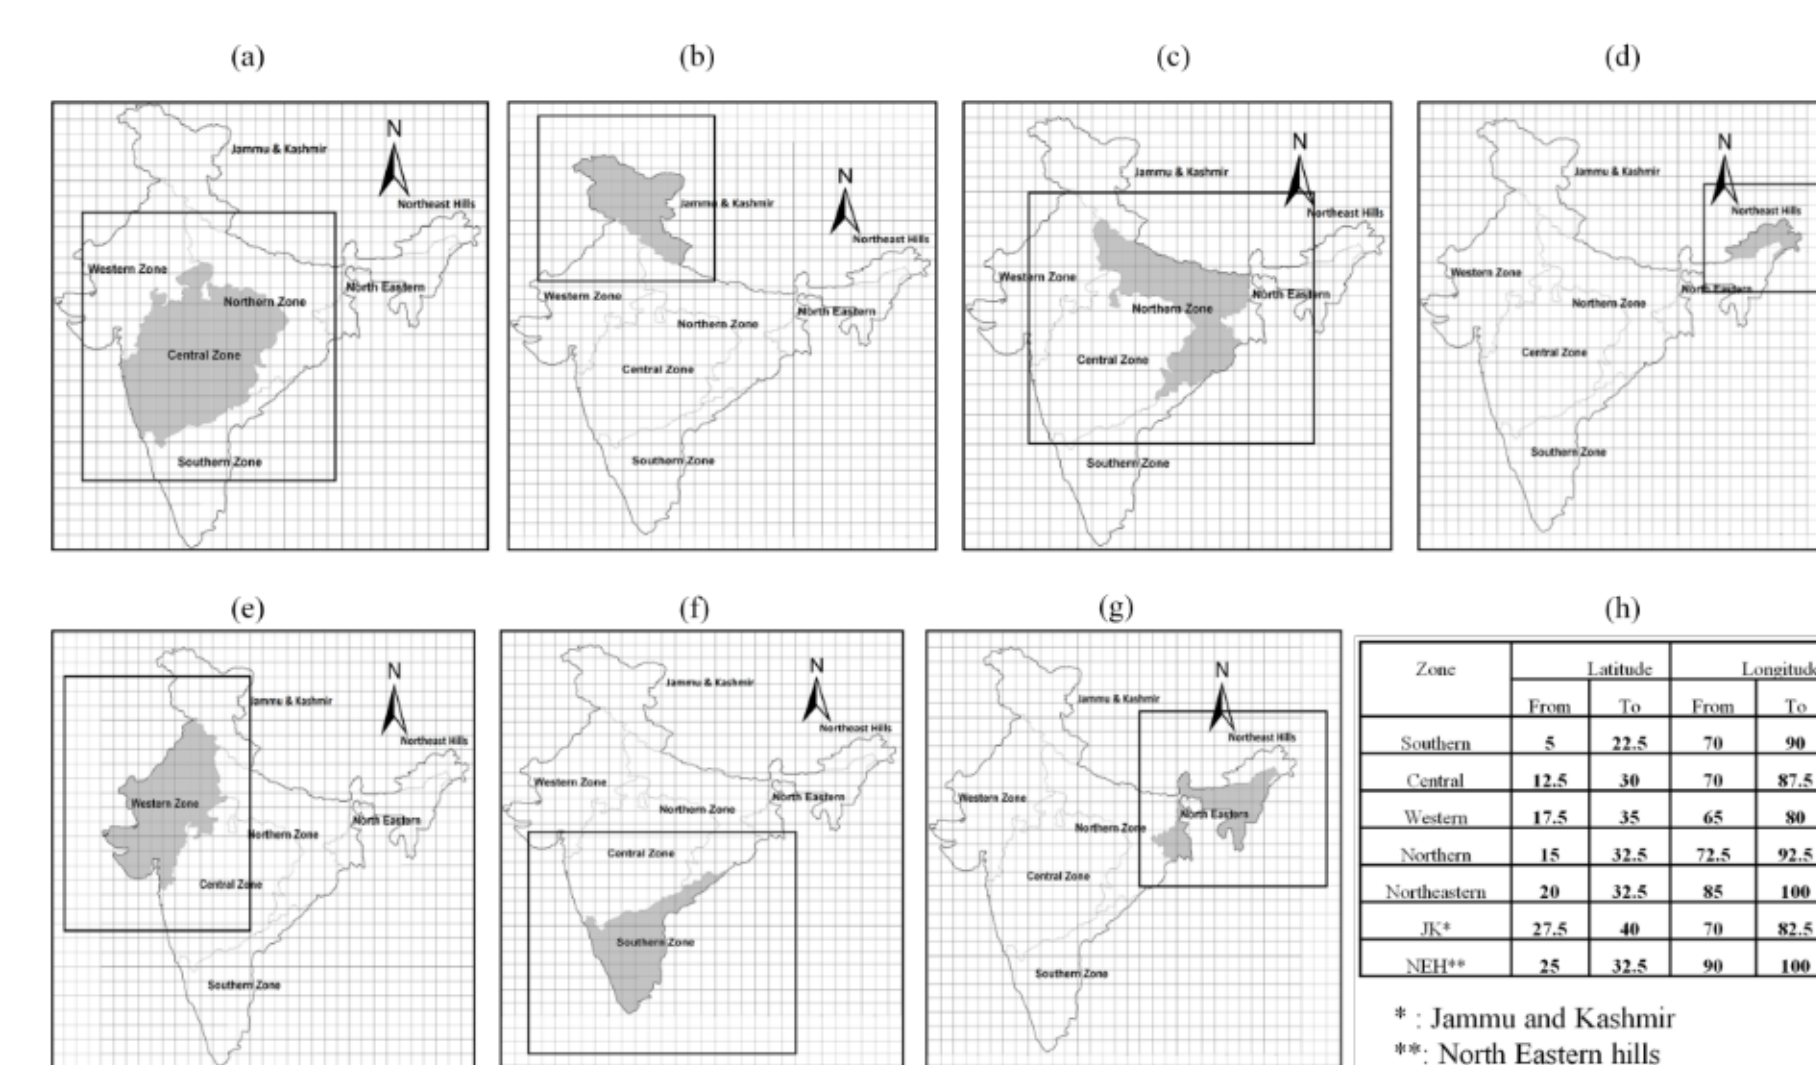 (a)
(b)
(c)
(d)
N
Jammu & Kashmir
Northeast Hills
Western Zone
North Eastern
Northern Zone
Central Zone
Southern Zone
N
Jammu & Kashmir
Northeast Hills
Western Zone
North Eastern
Northern Zone
Central Zone
Southern Zone
N
Jammu & Kashmir
Northeast Hills
Western Zone
North Eastern
Northern Zone
Central Zone
Southern Zone
N
Jammu & Kashmir
Northeast Hills
Western Zone
North Eastern
Northern Zone
Central Zone
Southern Zone
(e)
(f)
(g)
(h)
N
Jammu & Kashmir
Northeast Hills
Western Zone
North Eastern
Northern Zone
Central Zone
Southern Zone
N
Jammu & Kashmir
Northeast Hills
Western Zone
North Eastern
Northern Zone
Central Zone
Southern Zone
N
Jammu & Kashmir
Northeast Hills
Western Zone
North Eastern
Northern Zone
Central Zone
Southern Zone
Zone Latitude Longitude
From To From To
Southern 5 22.5 70 90
Central 12.5 30 70 87.5
Western 17.5 35 65 80
Northern 15 32.5 72.5 92.5
Northeastern 20 32.5 85 100
JK* 27.5 40 70 82.5
NEH** 25 32.5 90 100
* : Jammu and Kashmir
**: North Eastern hills